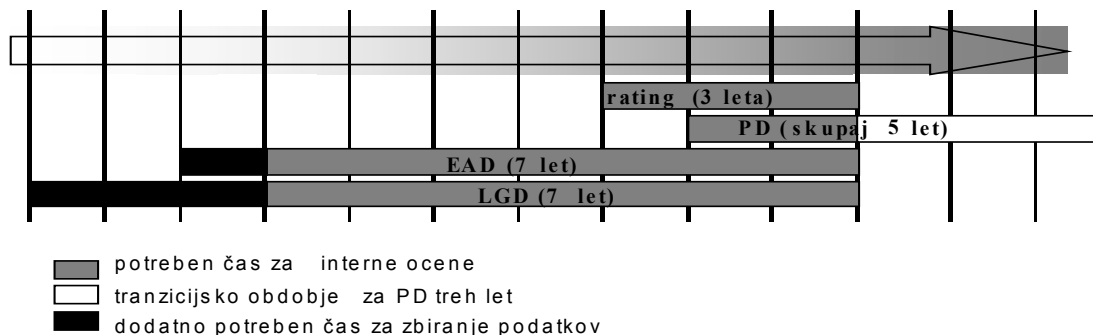 rating (3 leta)
PD (skupaj 5 let)
EAD (7 let)
LGD (7 let)
potreben čas za interne ocene
tranzicijsko obdobje za PD treh let
dodatno potreben čas za zbiranje podatkov